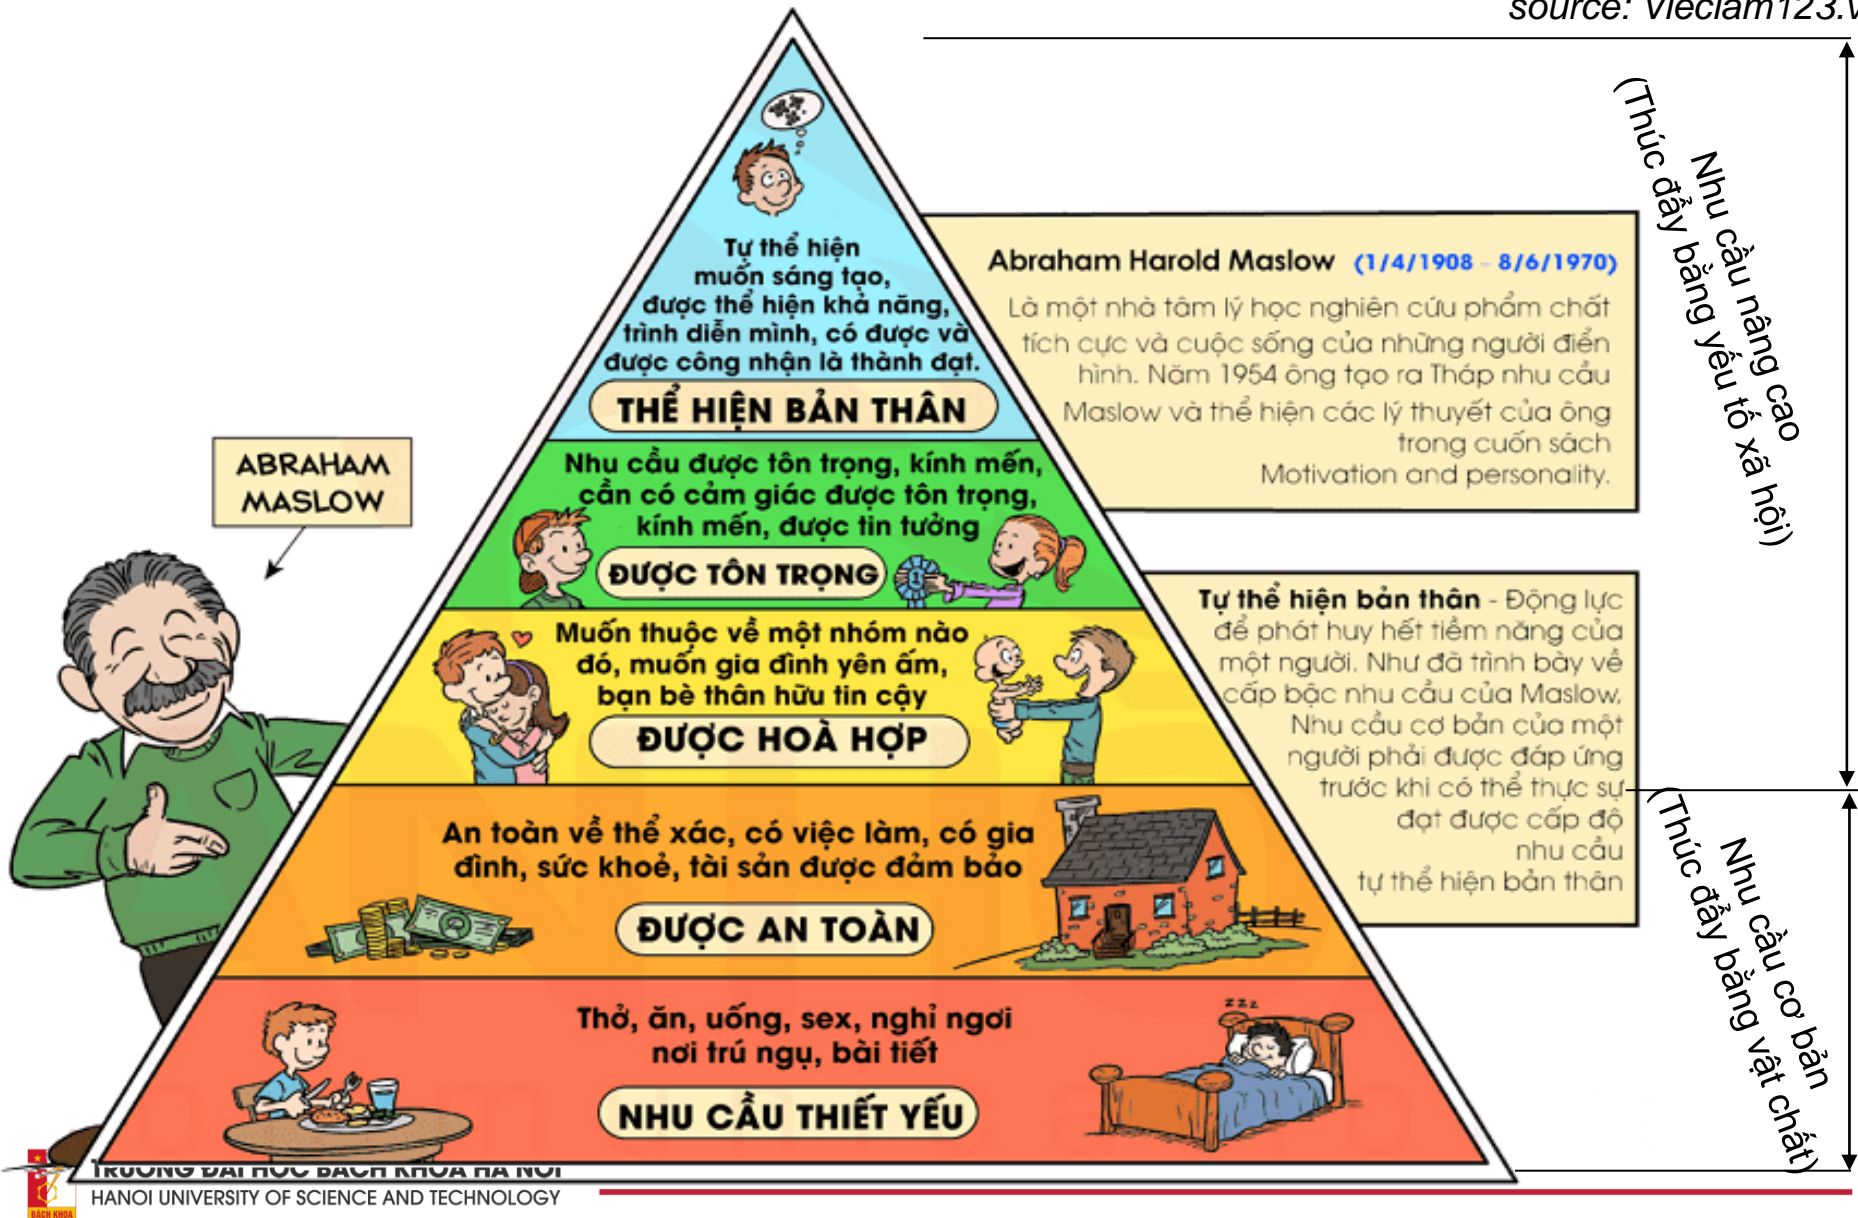 source: Vieclam123.v
Tự thể hiện
muốn sáng tạo,
được thể hiện khả năng,
trình diễn mình, có được và
được công nhận là thành đạt.
THỂ HIỆN BẢN THÂN
Nhu cầu được tôn trọng, kính mến,
cần có cảm giác được tôn trọng,
kính mến, được tin tưởng
ĐƯỢC TÔN TRỌNG
1
Muốn thuộc về một nhóm nào
đó, muốn gia đình yên ấm,
bạn bè thân hữu tin cậy
ĐƯỢC HOÀ HỢP
An toàn về thể xác, có việc làm, có gia
đình, sức khoẻ, tài sản được đảm bảo
ĐƯỢC AN TOÀN
Thở, ăn, uống, sex, nghỉ ngơi
nơi trú ngụ, bài tiết
NHU CẦU THIẾT YẾU
zzz
ABRAHAM
MASLOW
Abraham Harold Maslow (1/4/1908 - 8/6/1970)
Là một nhà tâm lý học nghiên cứu phẩm chất
tích cực và cuộc sống của những người điển
hình. Năm 1954 ông tạo ra Tháp nhu cầu
Maslow và thể hiện các lý thuyết của ông
trong cuốn sách
Motivation and personality.
Tự thể hiện bản thân - Động lực
để phát huy hết tiềm năng của
một người. Như đã trình bày về
cấp bậc nhu cầu của Maslow,
Nhu cầu cơ bản của một
người phải được đáp ứng
trước khi có thể thực sự
đạt được cấp độ
nhu cầu
tự thể hiện bản thân
Nhu cầu nâng cao
(Thúc đẩy bằng yếu tố xã hội)
Nhu cầu cơ bản
(Thúc đẩy bằng vật chất)
TRƯỜNG ĐẠI HỌC BÁCH KHOA HÀ NỘI
HANOI UNIVERSITY OF SCIENCE AND TECHNOLOGY
BÁCH KHOA